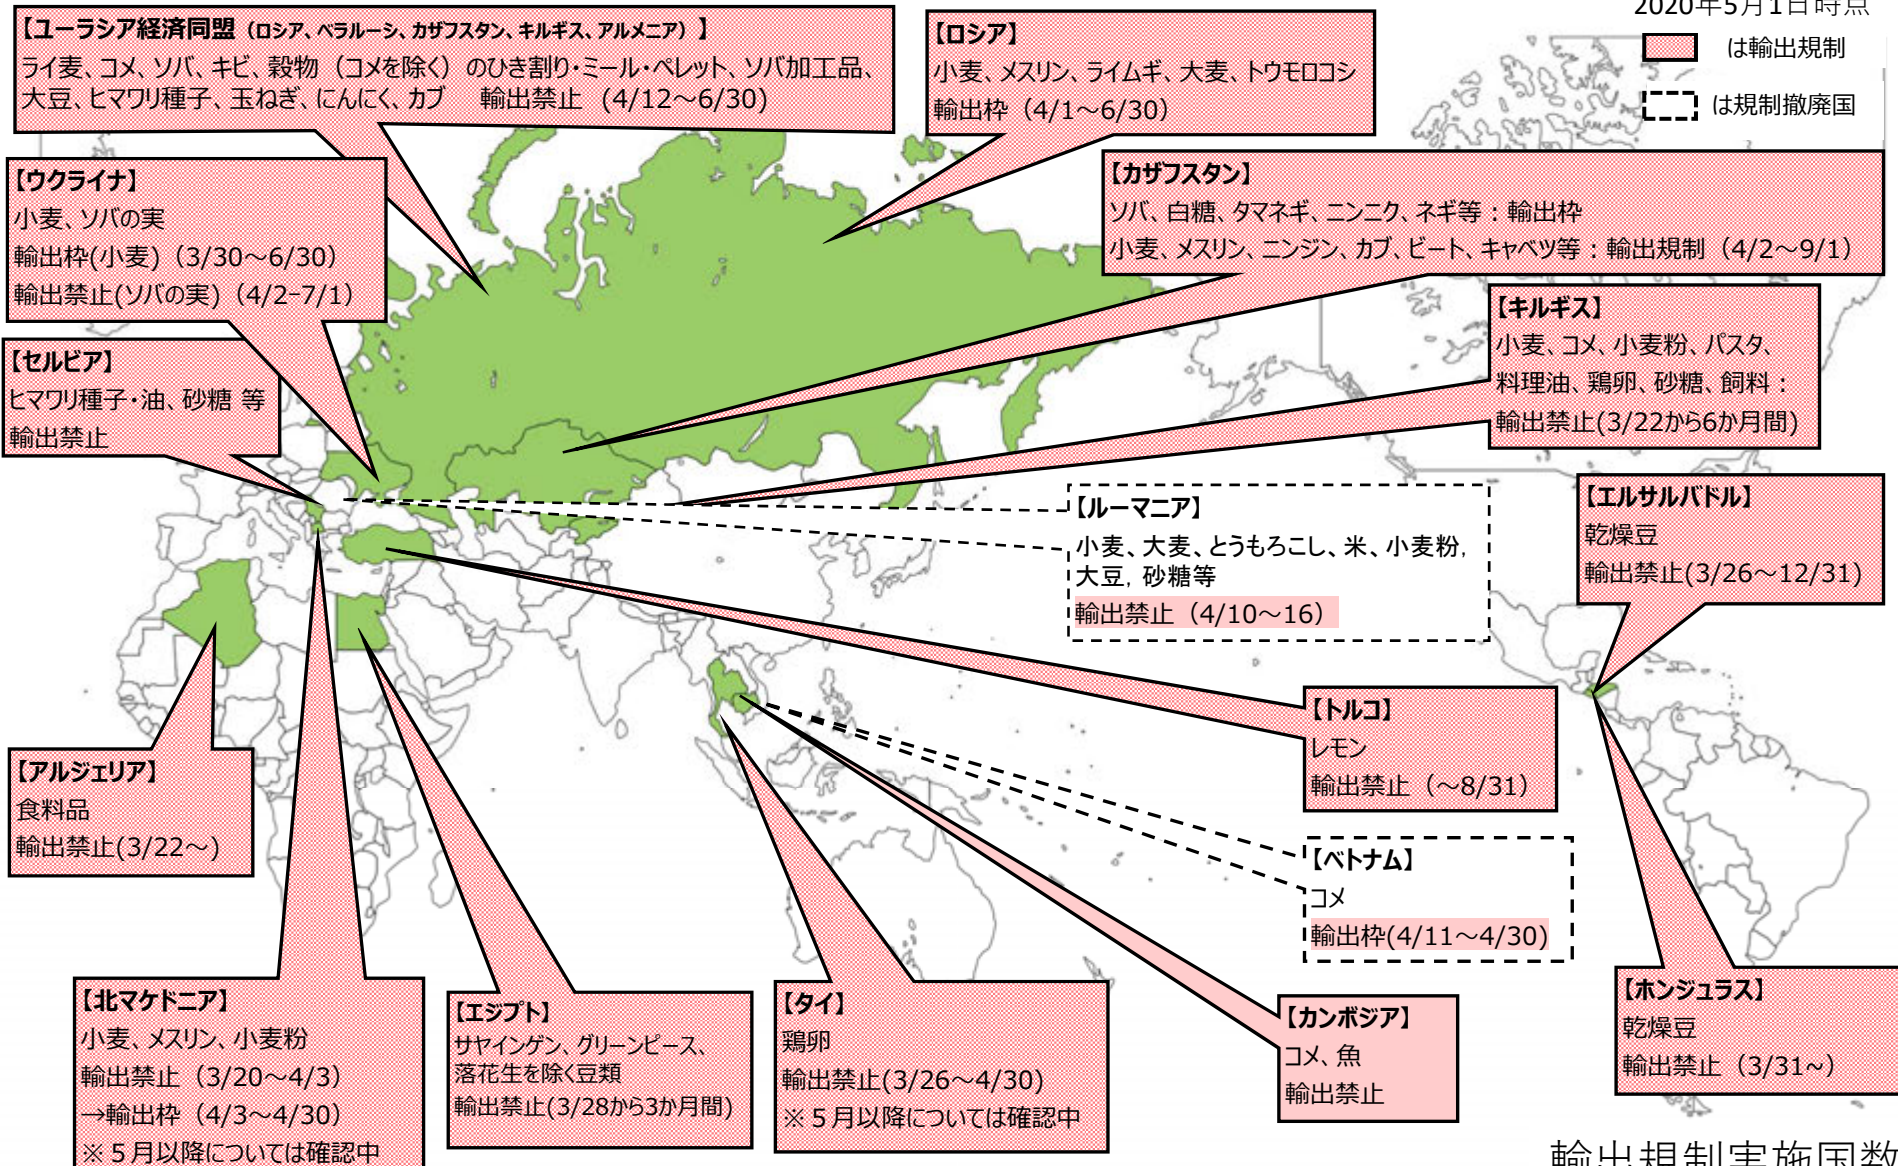 2020年5月1日時点
は輸出規制
は規制撤廃国
【ユーラシア経済同盟（ロシア、ベラルーシ、カザフスタン、キルギス、アルメニア）】
ライ麦、コメ、ソバ、キビ、穀物（コメを除く）のひき割り・ミール・ペレット、ソバ加工品、
大豆、ヒマワリ種子、玉ねぎ、にんにく、カブ　輸出禁止（4/12～6/30）
【ロシア】
小麦、メスリン、ライムギ、大麦、トウモロコシ
輸出枠（4/1～6/30）
【ウクライナ】
小麦、ソバの実
輸出枠(小麦)（3/30～6/30）
輸出禁止(ソバの実)（4/2-7/1）
【カザフスタン】
ソバ、白糖、タマネギ、ニンニク、ネギ等：輸出枠
小麦、メスリン、ニンジン、カブ、ビート、キャベツ等：輸出規制（4/2～9/1）
【キルギス】
小麦、コメ、小麦粉、パスタ、
料理油、鶏卵、砂糖、飼料：
輸出禁止(3/22から6か月間)
【セルビア】
ヒマワリ種子・油、砂糖 等
輸出禁止
【ルーマニア】
小麦、大麦、とうもろこし、米、小麦粉,
大豆, 砂糖等
輸出禁止（4/10～16）
【エルサルバドル】
乾燥豆
輸出禁止(3/26～12/31)
【トルコ】
レモン
輸出禁止（～8/31）
【アルジェリア】
食料品
輸出禁止(3/22～)
【ベトナム】
コメ
輸出枠(4/11～4/30)
【北マケドニア】
小麦、メスリン、小麦粉
輸出禁止（3/20～4/3）
→輸出枠（4/3～4/30）
※５月以降については確認中
【エジプト】
サヤインゲン、グリーンピース、
落花生を除く豆類
輸出禁止(3/28から3か月間)
【タイ】
鶏卵
輸出禁止(3/26～4/30)
※５月以降については確認中
【カンボジア】
コメ、魚
輸出禁止
【ホンジュラス】
乾燥豆
輸出禁止（3/31~）
輸出規制実施国数